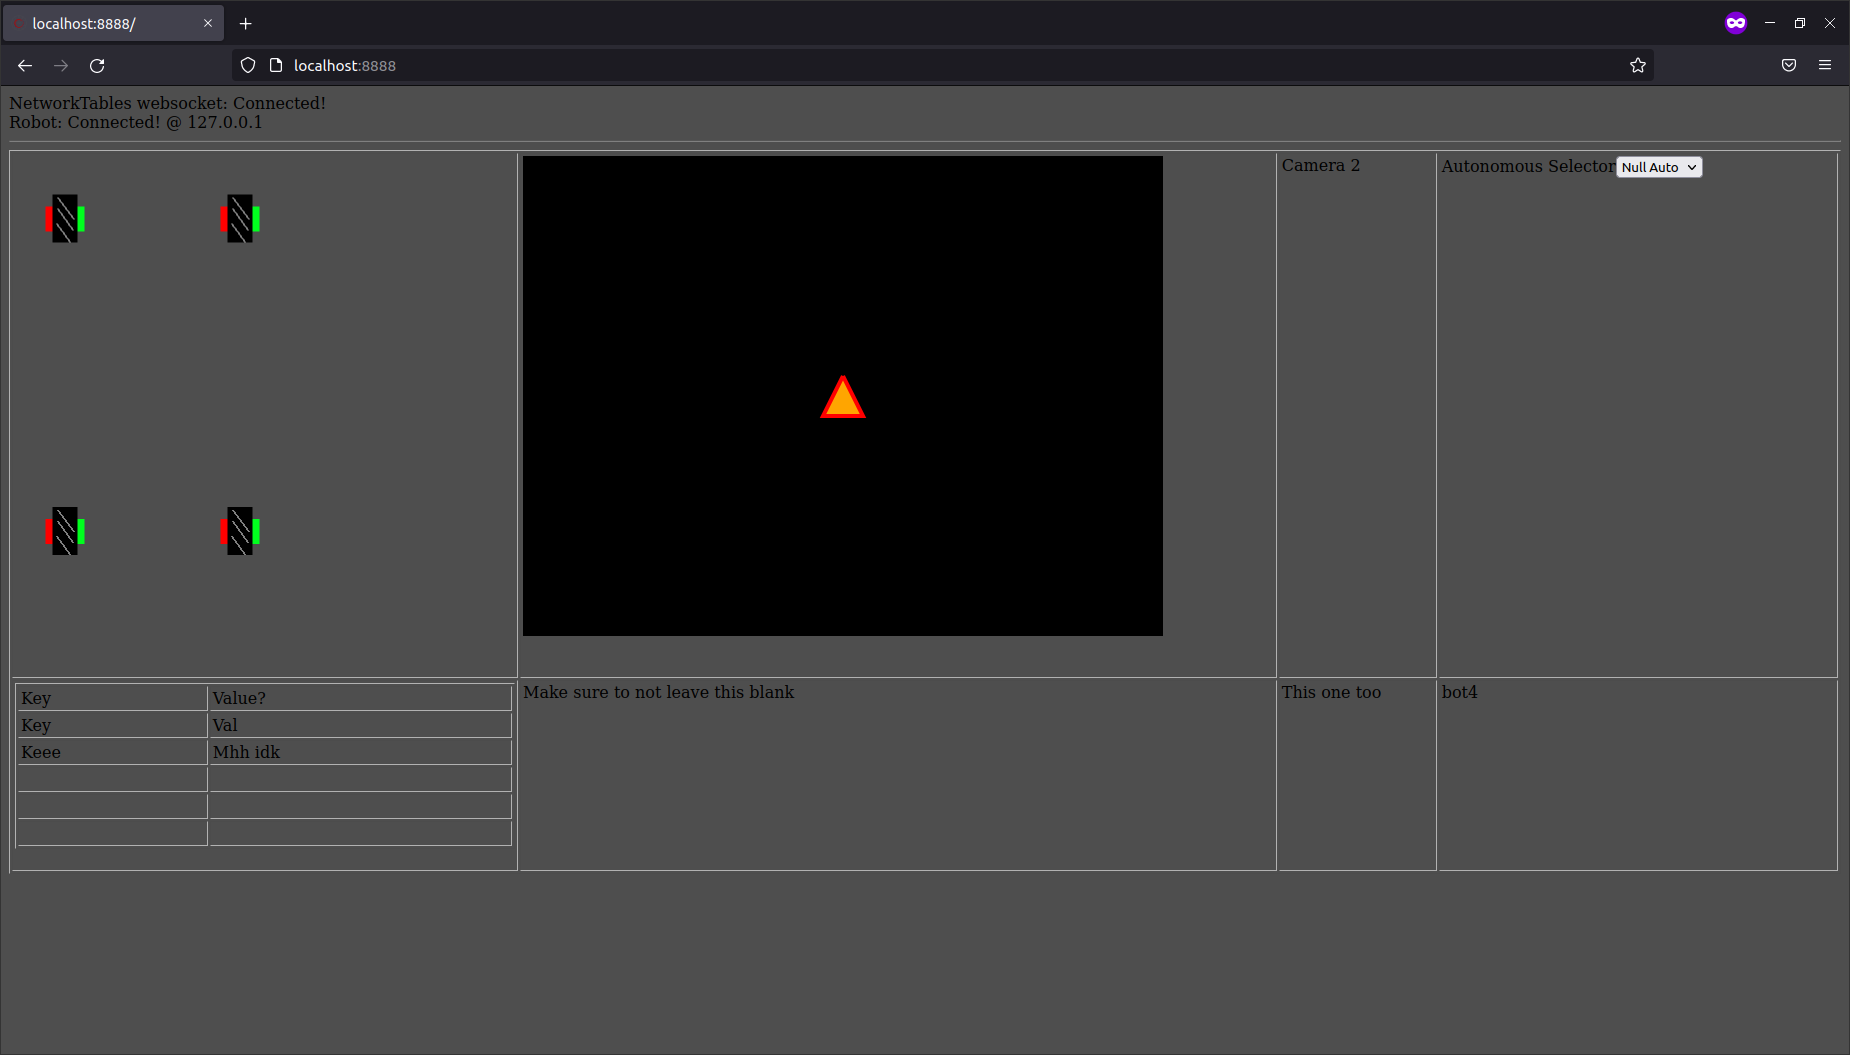 localhost:8888/
localhost:8888
NetworkTables websocket: Connected!
Robot: Connected! @ 127.0.0.1
Camera 2
Autonomous Selector Null Auto
Key Value?
Key Val
Keee Mhh idk
Make sure to not leave this blank
This one too
bot4